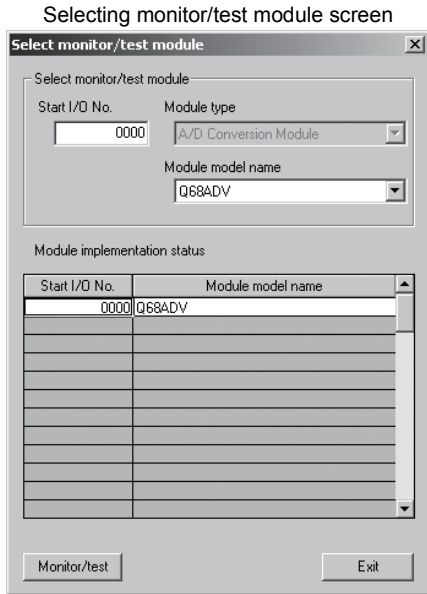 Selecting monitor/test module screen
Select monitor/test module
Select monitor/test module
Start I/O No. Module type
0000 A/D Conversion Module
Module model name
Q68ADV
Module implementation status
Start I/O No. Module model name
0000 Q68ADV
Monitor/test Exit